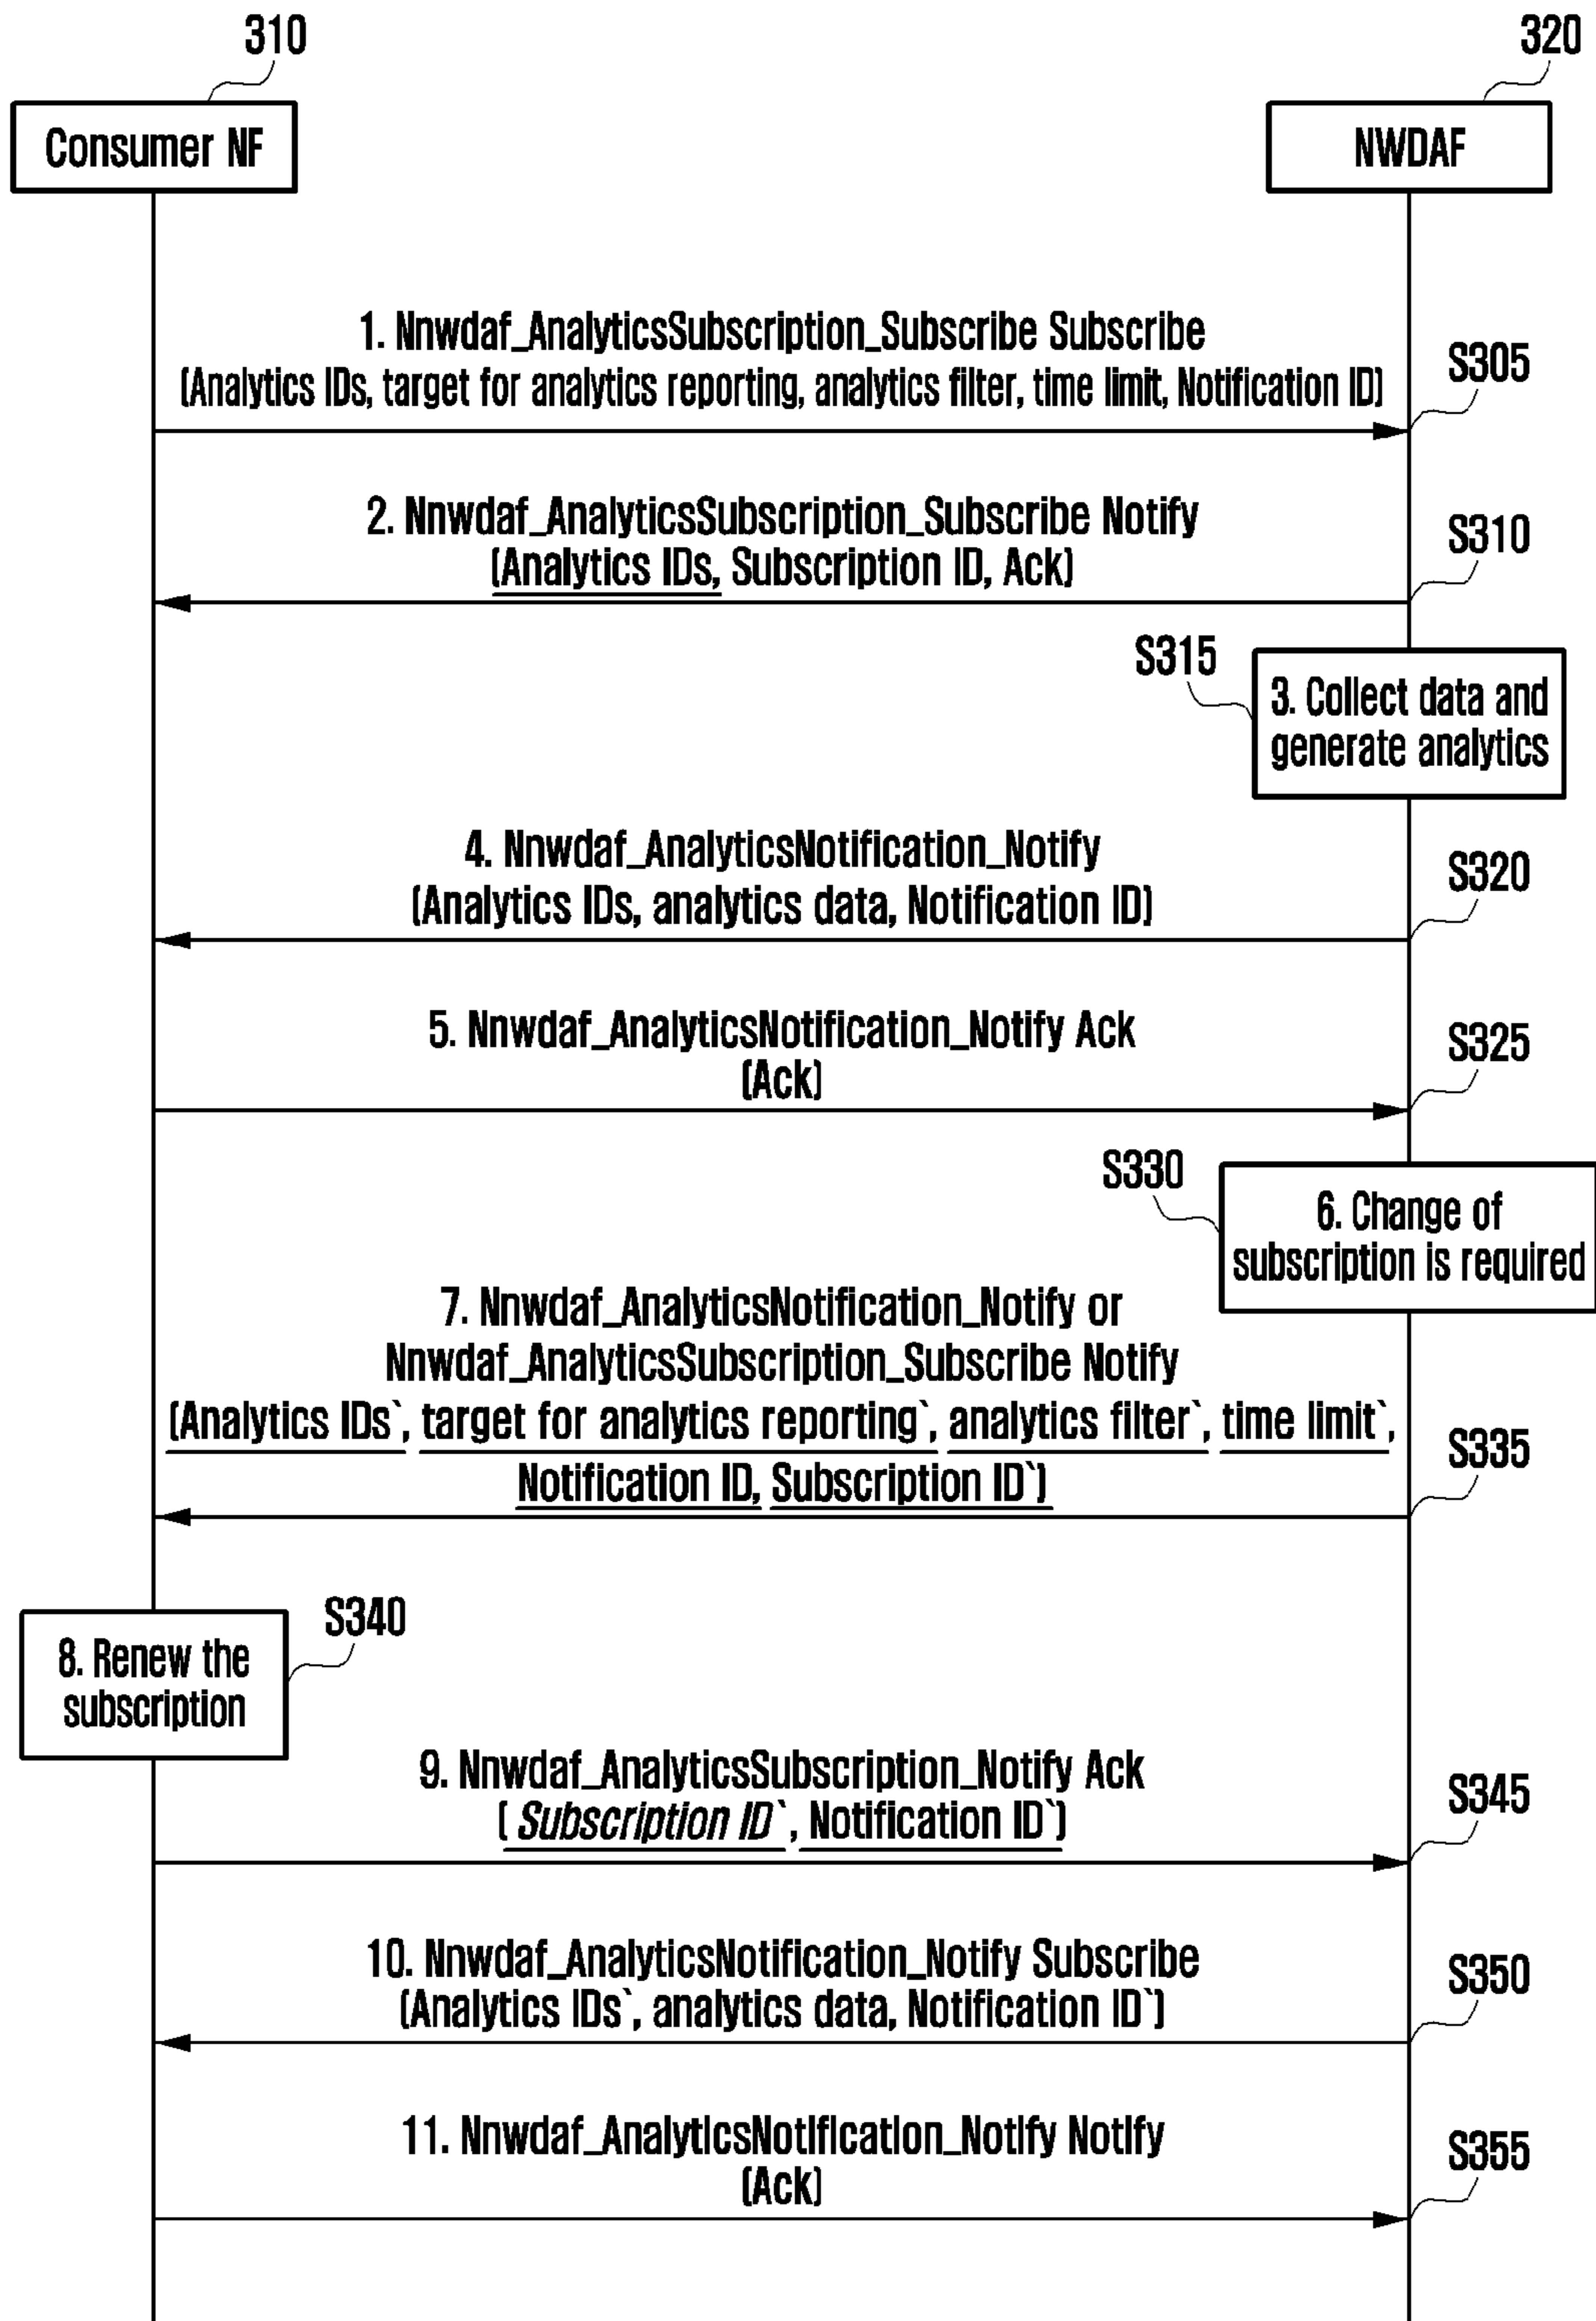 310
320
Consumer NF
NWDAF
1. Nnwdaf_AnalyticsSubscription_Subscribe Subscribe
(Analytics IDs, target for analytics reporting, analytics filter, time limit, Notification ID)
S305
2. Nnwdaf_AnalyticsSubscription_Subscribe Notify
(Analytics IDs, Subscription ID, Ack)
S310
S315
3. Collect data and
generate analytics
4. Nnwdaf_AnalyticsNotification_Notify
(Analytics IDs, analytics data, Notification ID)
S320
5. Nnwdaf_AnalyticsNotification_Notify Ack
(Ack)
S325
S330
6. Change of
subscription is required
7. Nnwdaf_AnalyticsNotification_Notify or
Nnwdaf_AnalyticsSubscription_Subscribe Notify
(Analytics IDs`, target for analytics reporting`, analytics filter`, time limit`,
Notification ID, Subscription ID`)
S335
S340
8. Renew the
subscription
9. Nnwdaf_AnalyticsSubscription_Notify Ack
( Subscription ID`, Notification ID`)
S345
10. Nnwdaf_AnalyticsNotification_Notify Subscribe
(Analytics IDs`, analytics data, Notification ID`)
S350
11. Nnwdaf_AnalyticsNotification_Notify Notify
(Ack)
S355